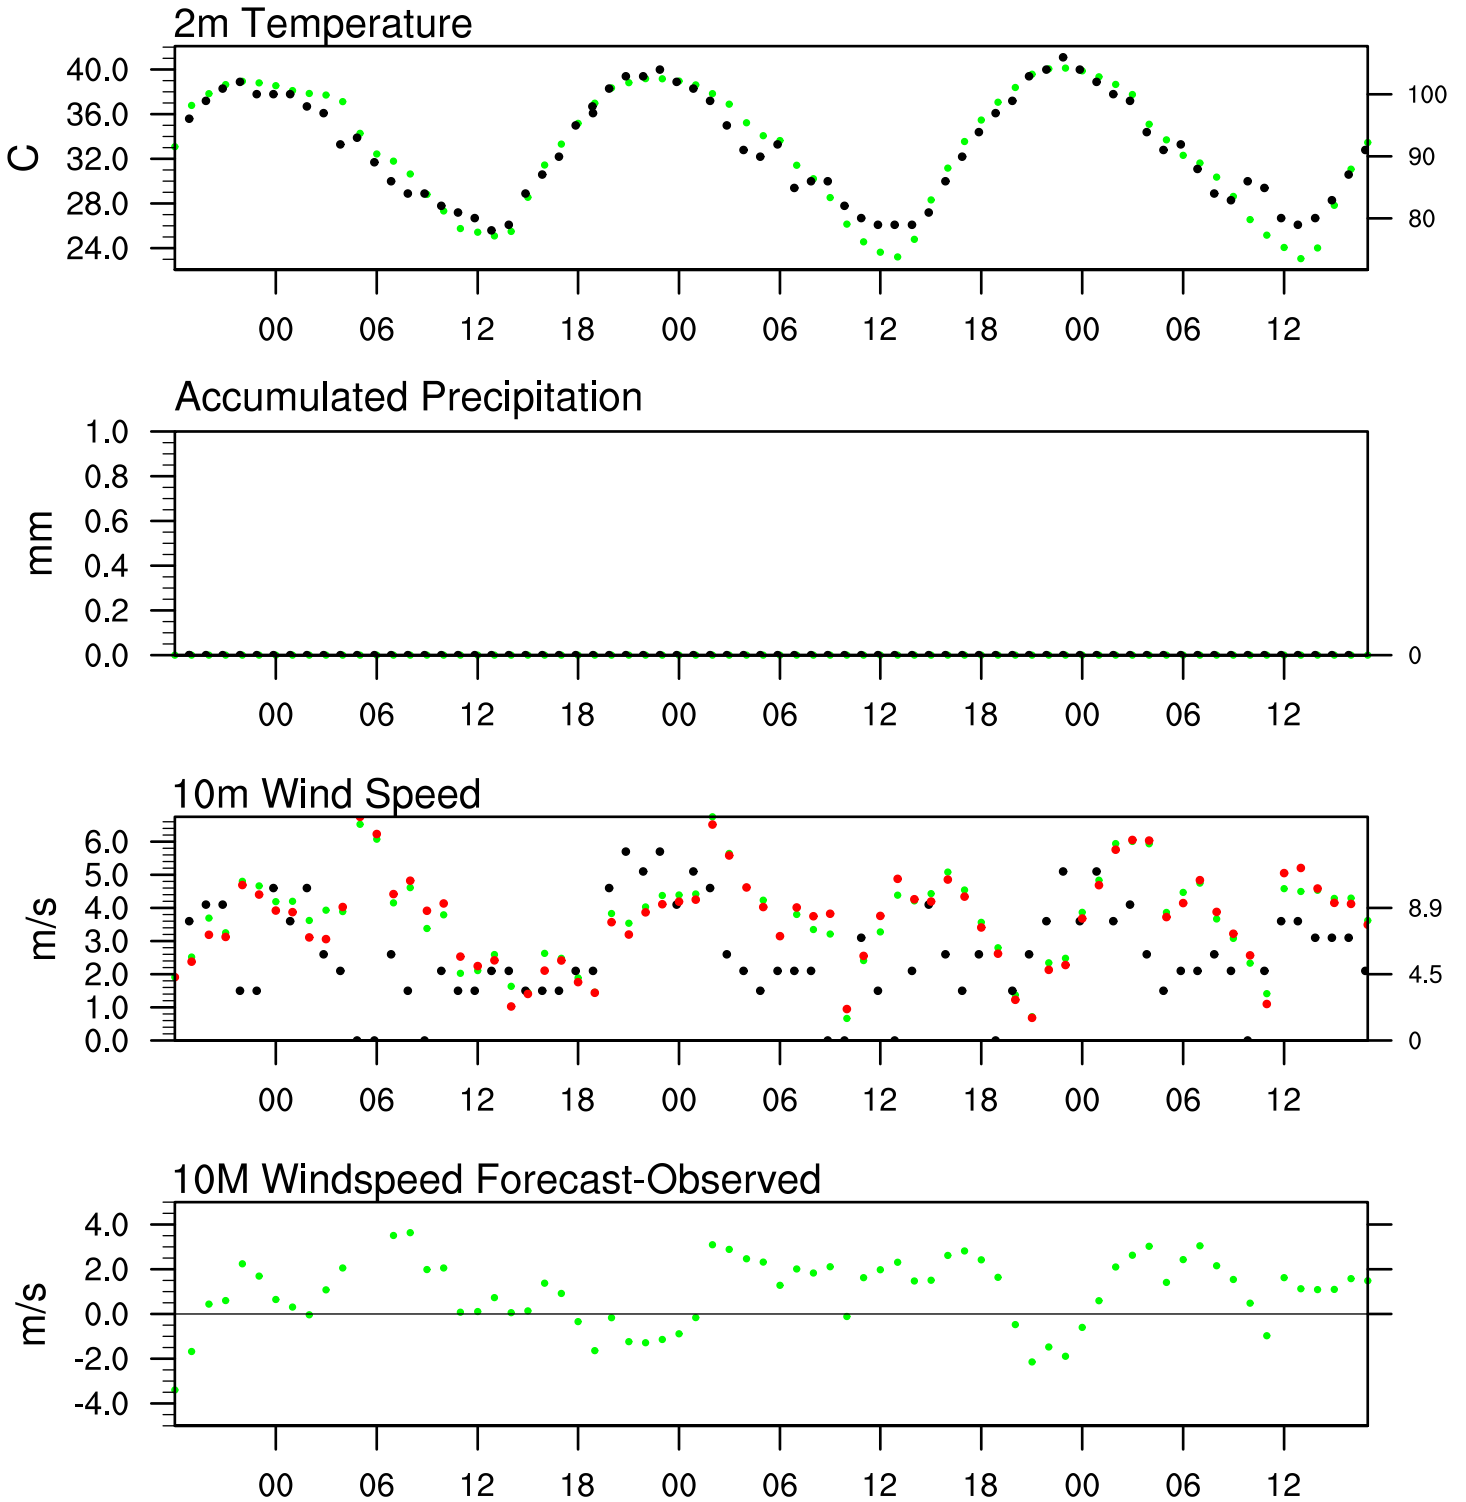 2m Temperature
40.0
36.0
32.0
28.0
24.0
C
100
90
80
00 06 12 18 00 06 12 18 00 06 12
Accumulated Precipitation
1.0
0.8
0.6
0.4
0.2
0.0
mm
0
00 06 12 18 00 06 12 18 00 06 12
10m Wind Speed
6.0
5.0
4.0
3.0
2.0
1.0
0.0
m/s
8.9
4.5
0
00 06 12 18 00 06 12 18 00 06 12
10M Windspeed Forecast-Observed
4.0
2.0
0.0
-2.0
-4.0
m/s
00 06 12 18 00 06 12 18 00 06 12